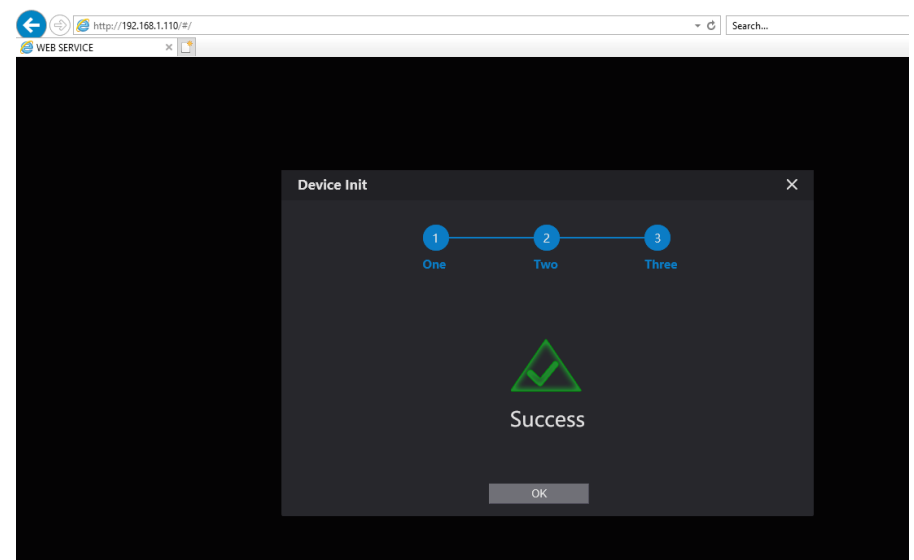 http://192.168.1.110/#/
Search...
WEB SERVICE
Device Init
1
2
3
One
Two
Three
Success
OK